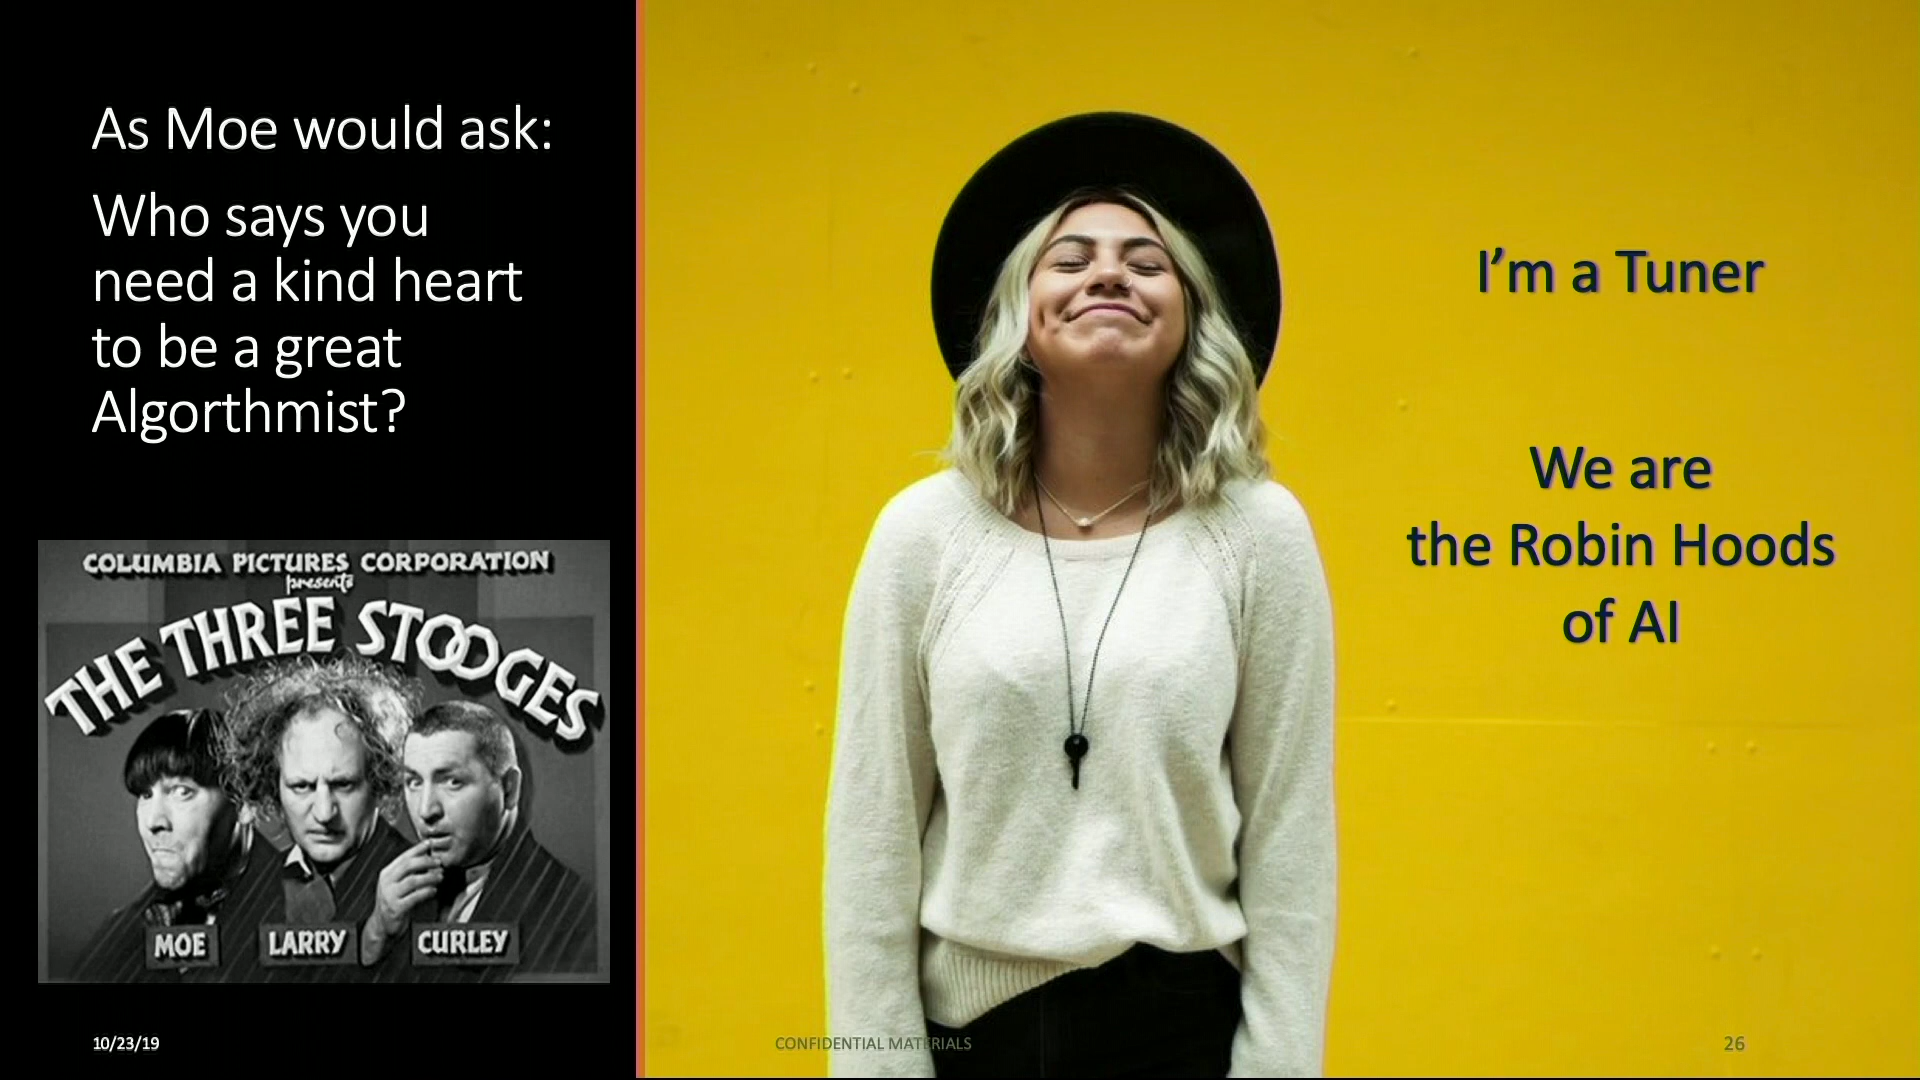 As Moe would ask:
Who says you
need a kind heart
to be a great
Algorthmist?
COLUMBIA PICTURES CORPORATION
presents
THE THREE STOOGES
MOE
LARRY
CURLEY
10/23/19
I'm a Tuner
We are
the Robin Hoods
of AI
CONFIDENTIAL MATERIALS
26